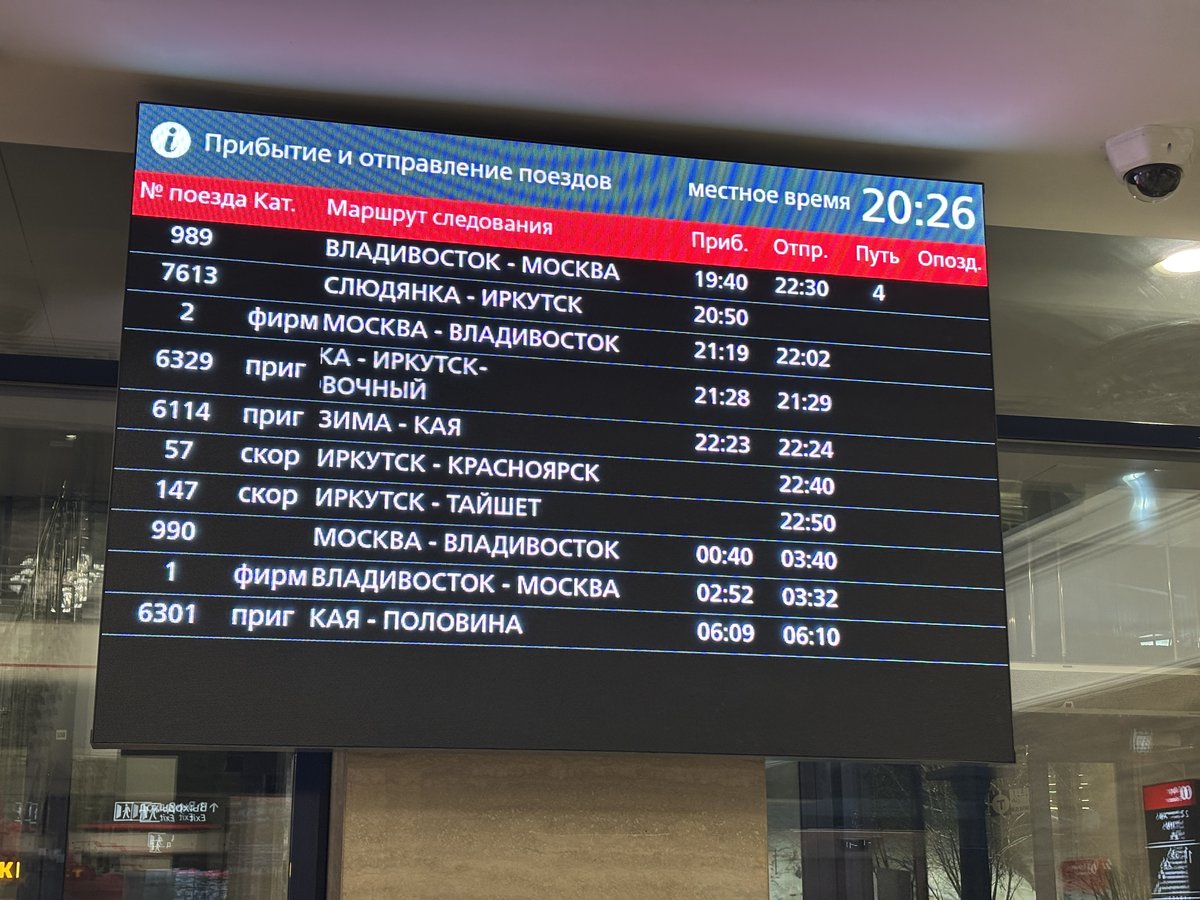 i Прибытие и отправление поездов местное время 20:26
№ поезда Кат. Маршрут следования Приб. Отпр. Путь Опозд.
989 ВЛАДИВОСТОК - МОСКВА 19:40 22:30 4
7613 СЛЮДЯНКА - ИРКУТСК 20:50
2 фирм МОСКВА - ВЛАДИВОСТОК 21:19 22:02
6329 приг КА - ИРКУТСК-
ВОЧНЫЙ 21:28 21:29
6114 приг ЗИМА - КАЯ 22:23 22:24
57 скор ИРКУТСК - КРАСНОЯРСК 22:40
147 скор ИРКУТСК - ТАЙШЕТ 22:50
990 МОСКВА - ВЛАДИВОСТОК 00:40 03:40
1 фирм ВЛАДИВОСТОК - МОСКВА 02:52 03:32
6301 приг КАЯ - ПОЛОВИНА 06:09 06:10